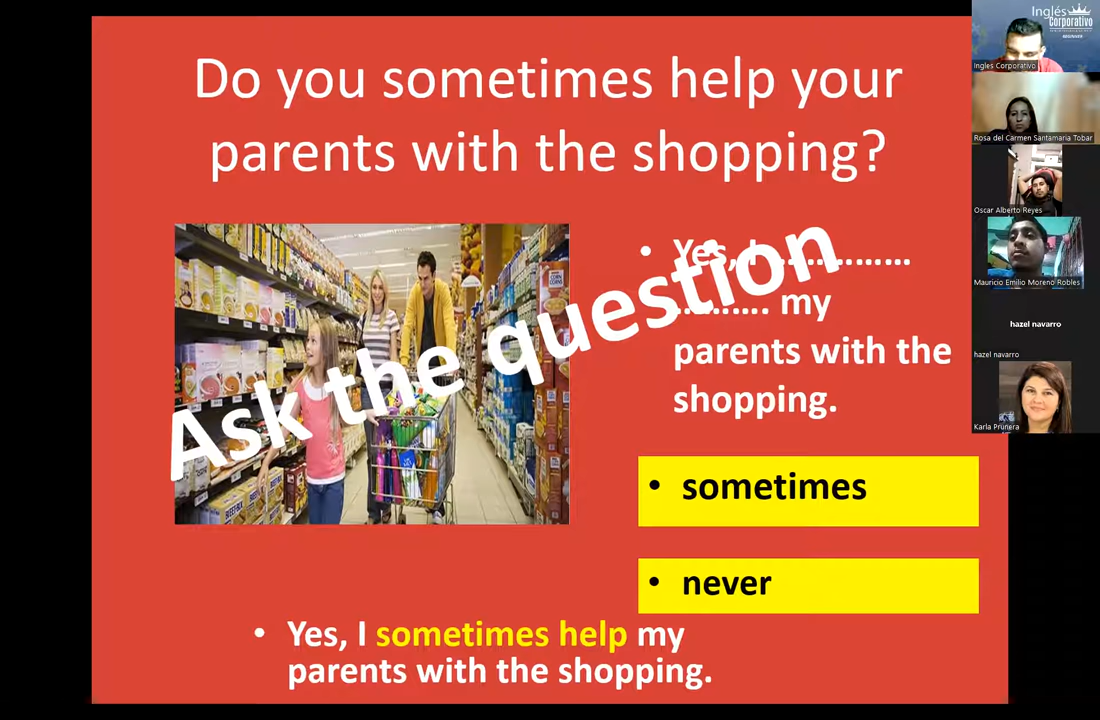 Do you sometimes help your
parents with the shopping?
Ask the question
• Yes, I ……………
………. my
parents with the
shopping.
• sometimes
• never
• Yes, I sometimes help my
parents with the shopping.
Inglés
Corporativo
BEGINNER
Ingles Corporativo
Rosa del Carmen Santamaria Tobar
Oscar Alberto Reyes
Mauricio Emilio Moreno Robles
hazel navarro
hazel navarro
Karla Prunera